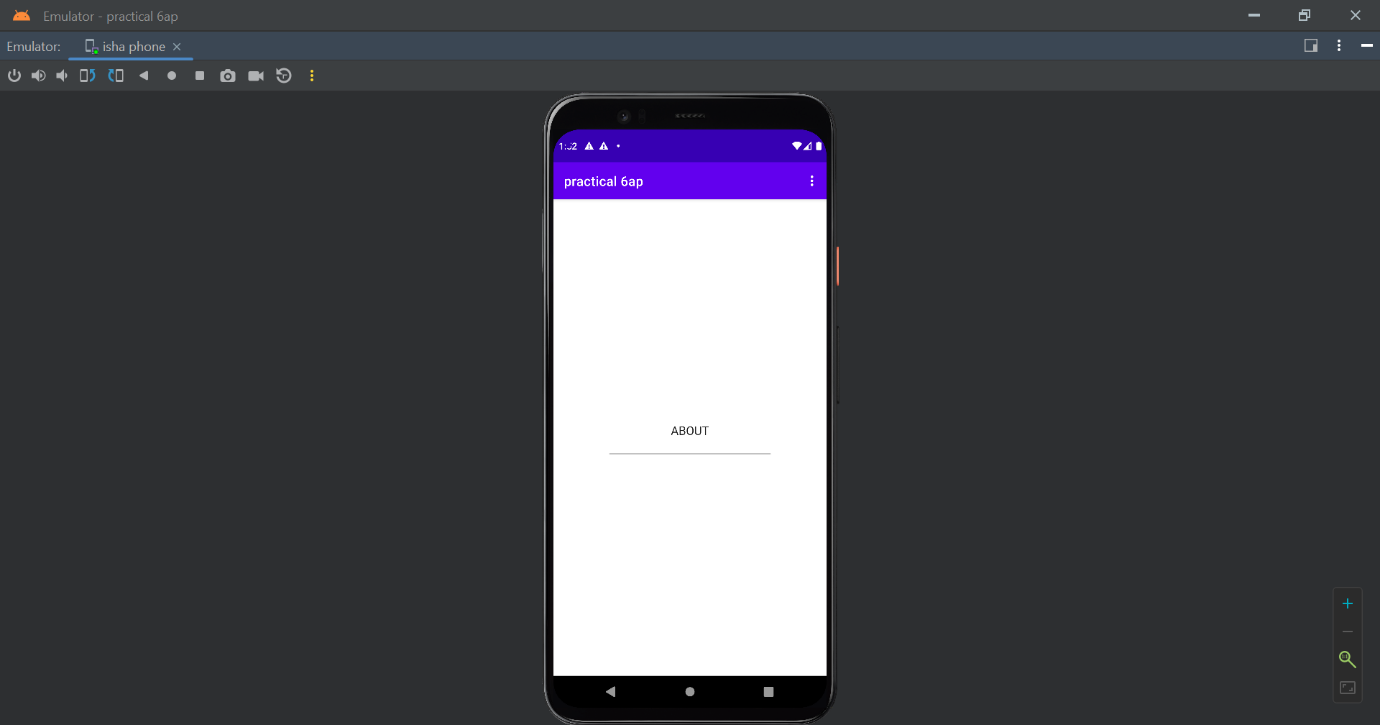 Emulator - practical 6ap
Emulator:
isha phone
practical 6ap
ABOUT